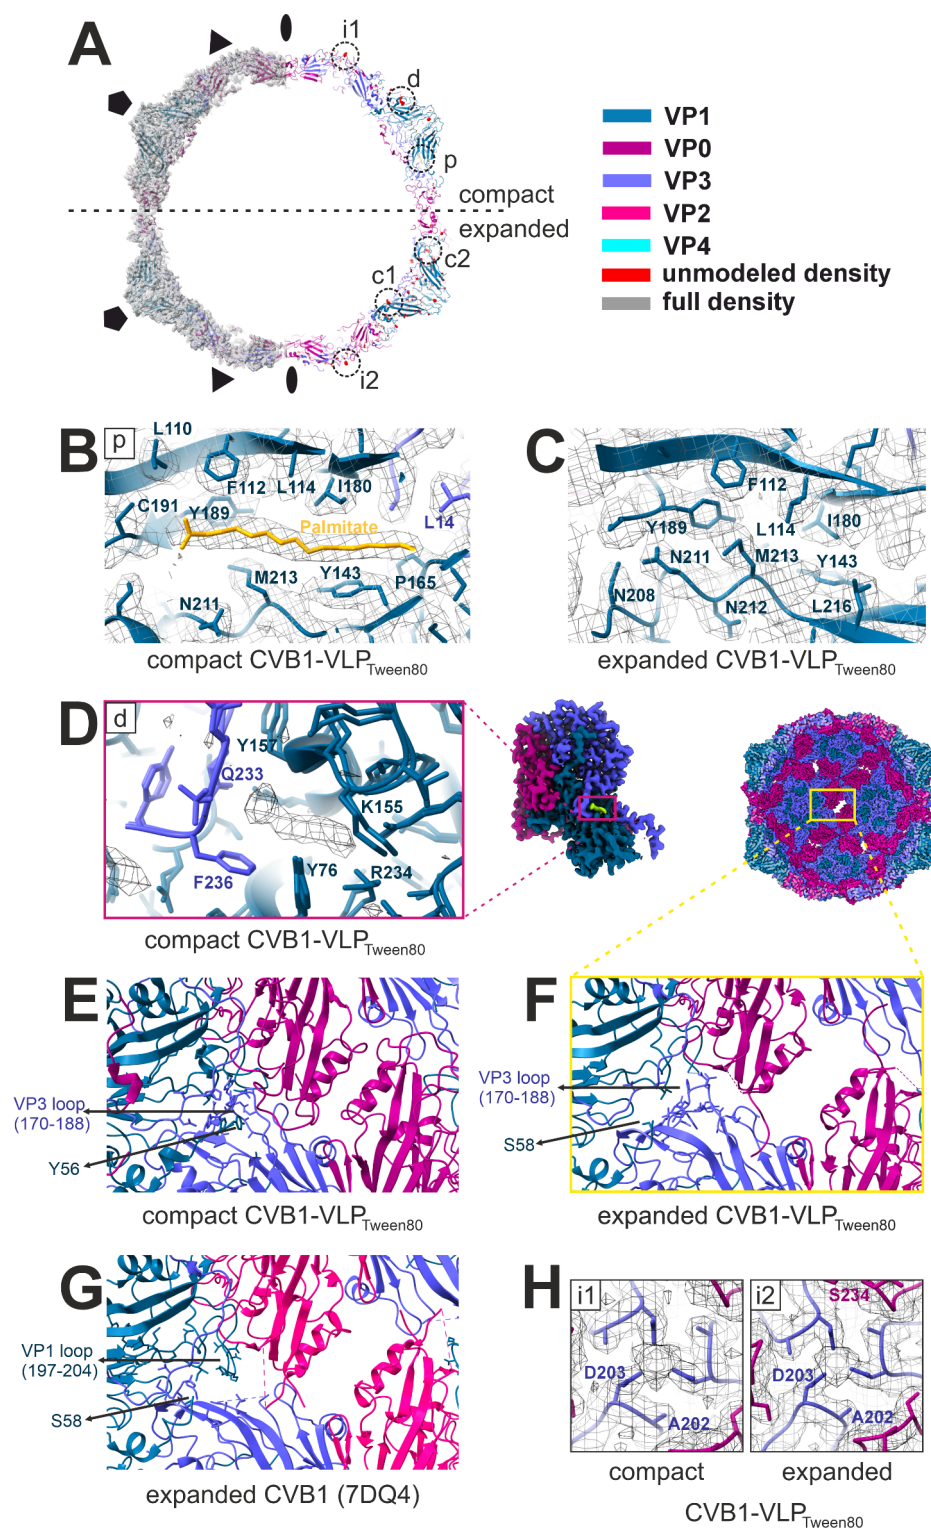 A
i1
d
p
compact
expanded
c2
c1
i2
VP1
VP0
VP3
VP2
VP4
unmodeled density
full density
B
p
L110
F112
L114
I180
C191
Y189
Palmitate
L14
M213
Y143
P165
N211
compact CVB1-VLPTween80
C
F112
Y189
L114
I180
N211
M213
Y143
N208
N212
L216
expanded CVB1-VLPTween80
D
d
Y157
Q233
K155
F236
Y76
R234
compact CVB1-VLPTween80
E
VP3 loop
(170-188)
Y56
compact CVB1-VLPTween80
F
VP3 loop
(170-188)
S58
expanded CVB1-VLPTween80
G
VP1 loop
(197-204)
S58
expanded CVB1 (7DQ4)
H
i1
D203
A202
compact
i2
S234
D203
A202
expanded
CVB1-VLPTween80